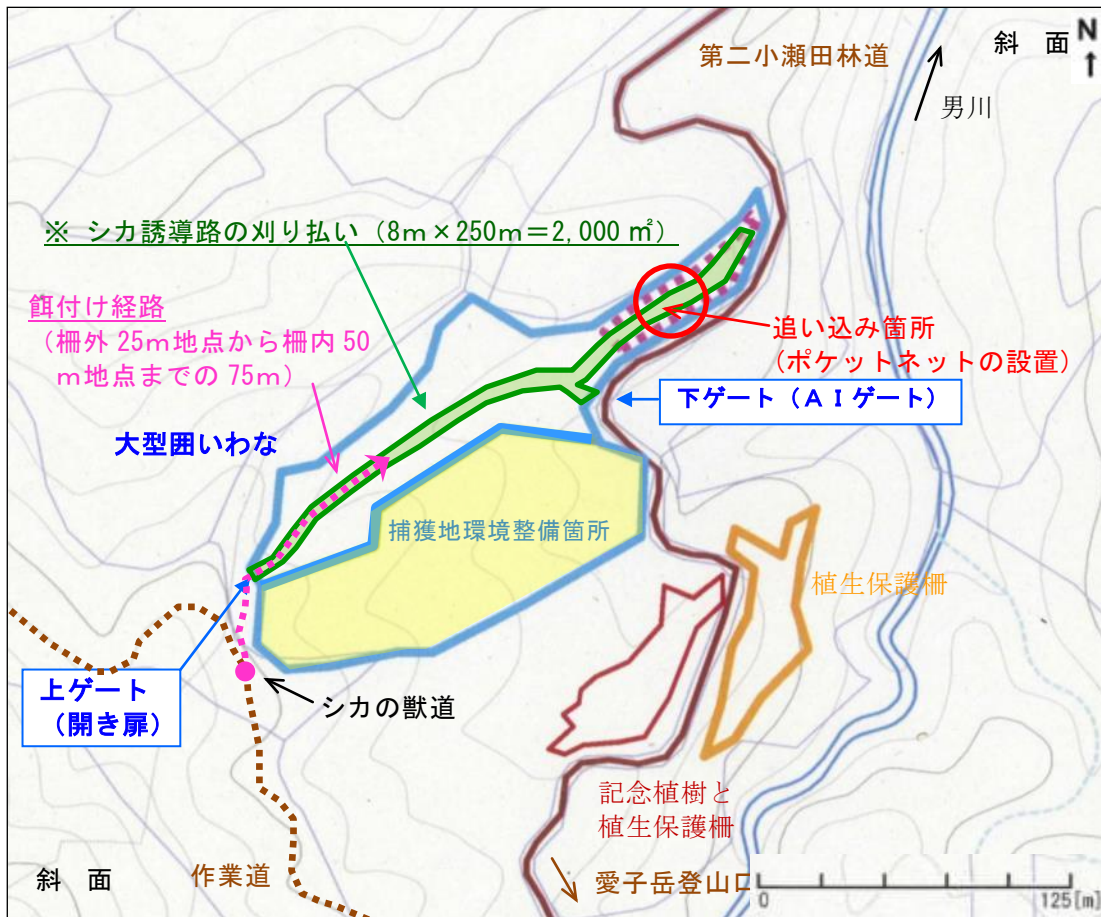 斜 面
N
↑
第二小瀬田林道
男川
※ シカ誘導路の刈り払い（8m×250m＝2,000 ㎡）
餌付け経路
（柵外 25m地点から柵内 50
m地点までの 75m）
追い込み箇所
（ポケットネットの設置）
下ゲート（ＡＩゲート）
大型囲いわな
捕獲地環境整備箇所
植生保護柵
上ゲート
（開き扉）
シカの獣道
記念植樹と
植生保護柵
斜 面
作業道
愛子岳登山口
0 125[m]